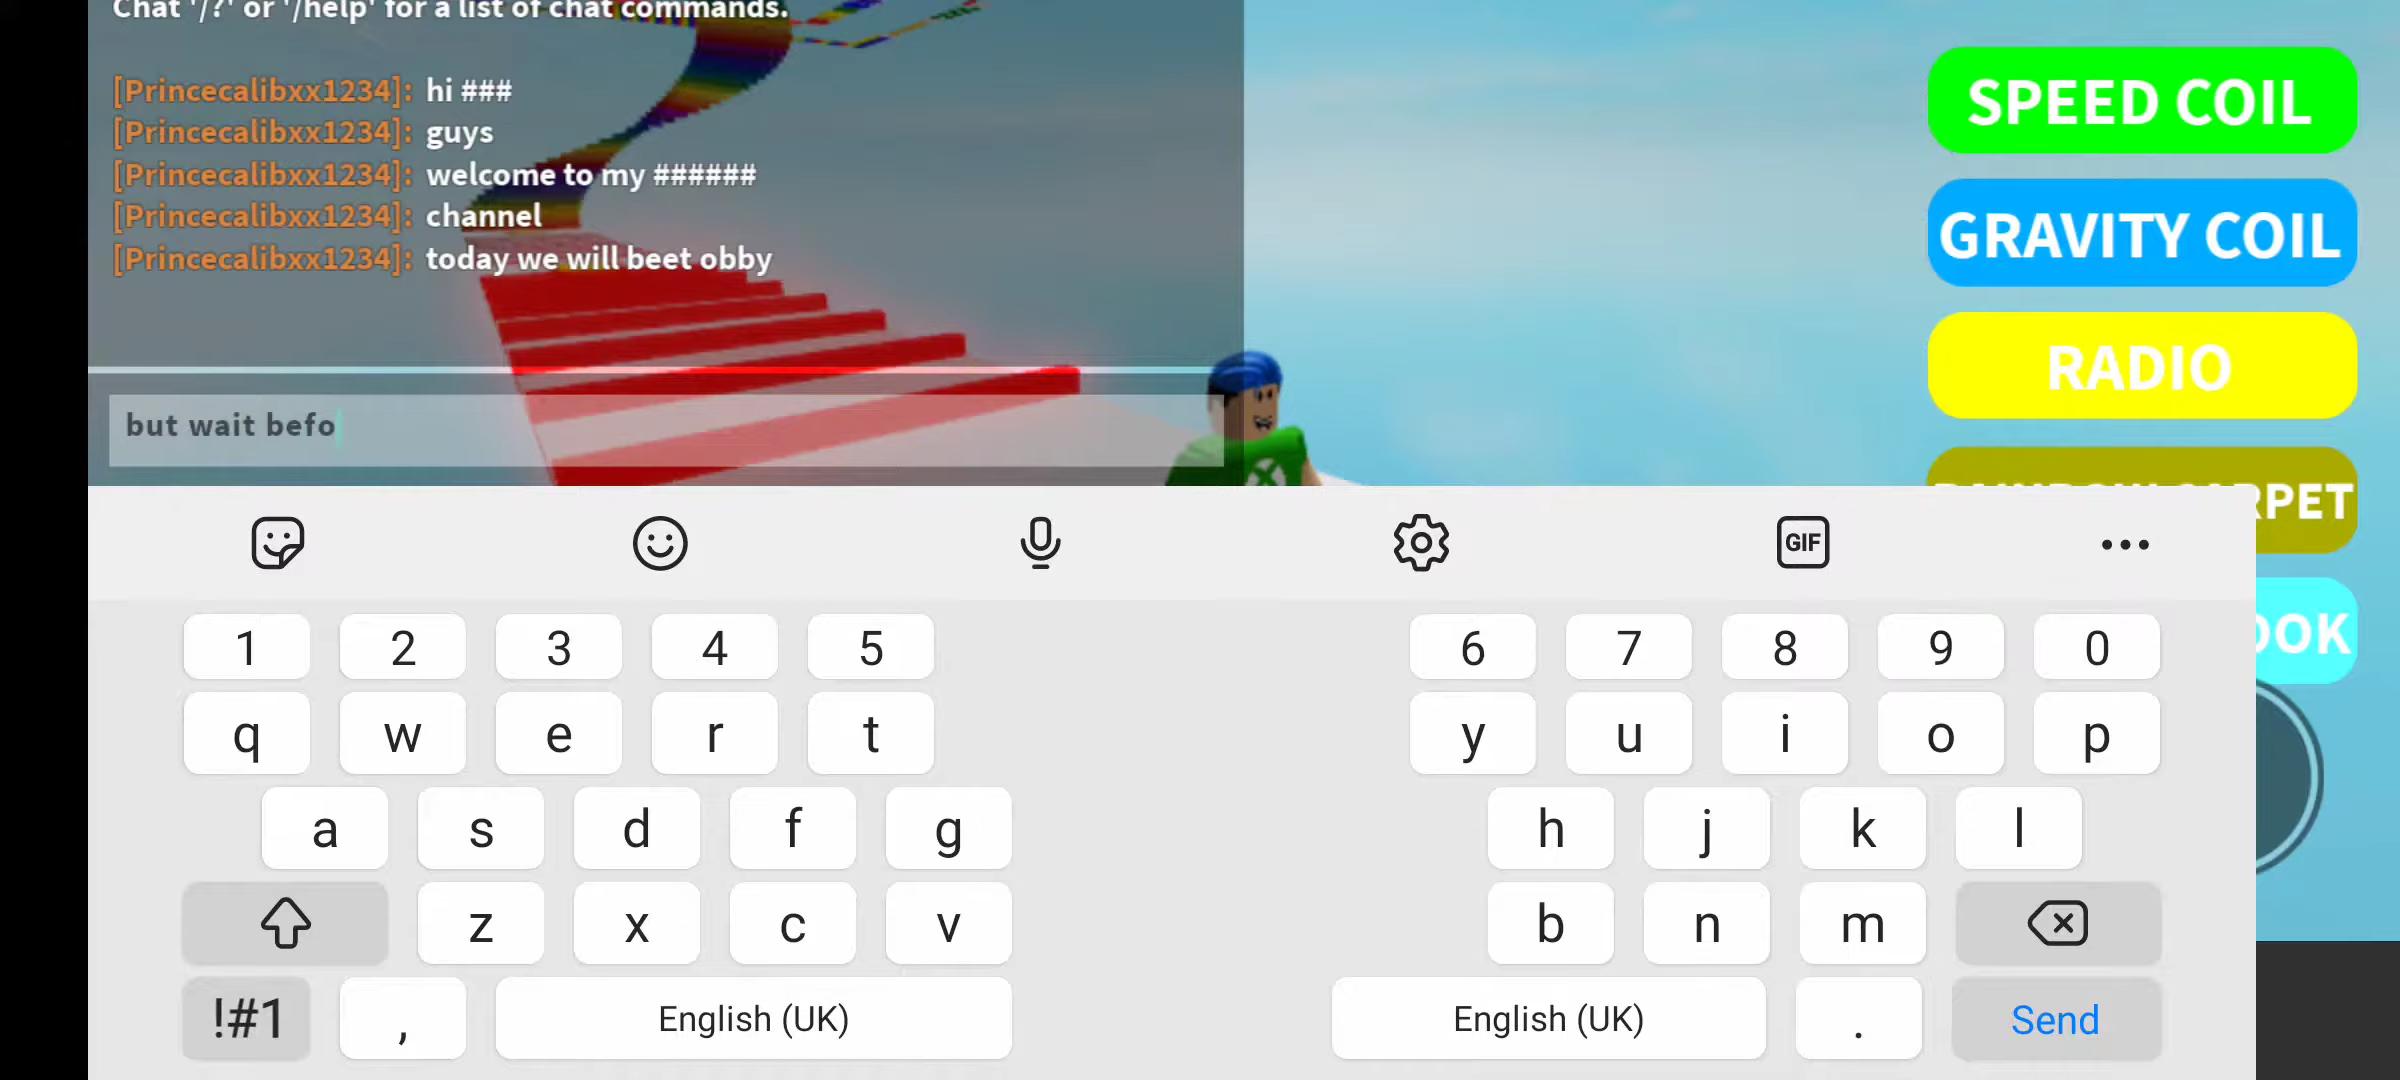 Chat '/?' or '/help' for a list of chat commands.
[Princecalibxx1234]: hi ###
[Princecalibxx1234]: guys
[Princecalibxx1234]: welcome to my ######
[Princecalibxx1234]: channel
[Princecalibxx1234]: today we will beet obby
but wait befo
SPEED COIL
GRAVITY COIL
RADIO
RAINBOW CARPET
OOK
GIF
1 2 3 4 5 6 7 8 9 0
q w e r t y u i o p
a s d f g h j k l
z x c v b n m
!#1 , English (UK) English (UK) . Send